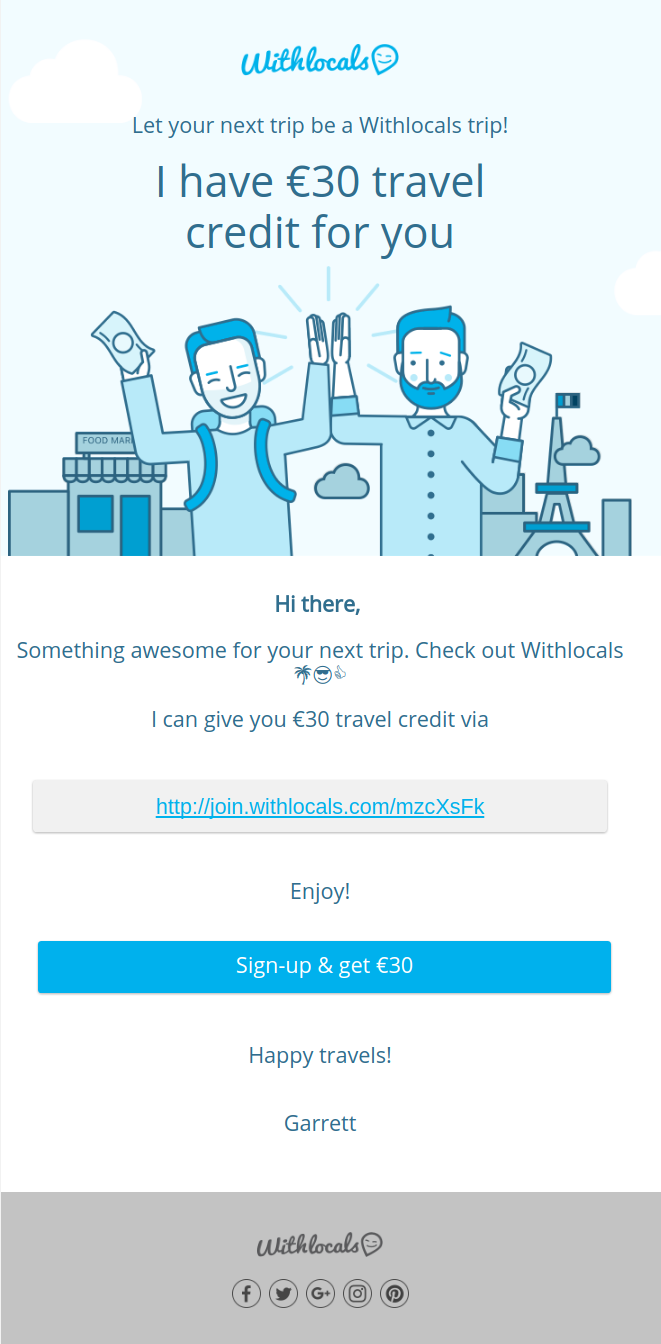 Withlocals
Let your next trip be a Withlocals trip!
I have €30 travel
credit for you
FOOD MAR
Hi there,
Something awesome for your next trip. Check out Withlocals
🌴😎👍
I can give you €30 travel credit via
http://join.withlocals.com/mzcXsFk
Enjoy!
Sign-up & get €30
Happy travels!
Garrett
Withlocals